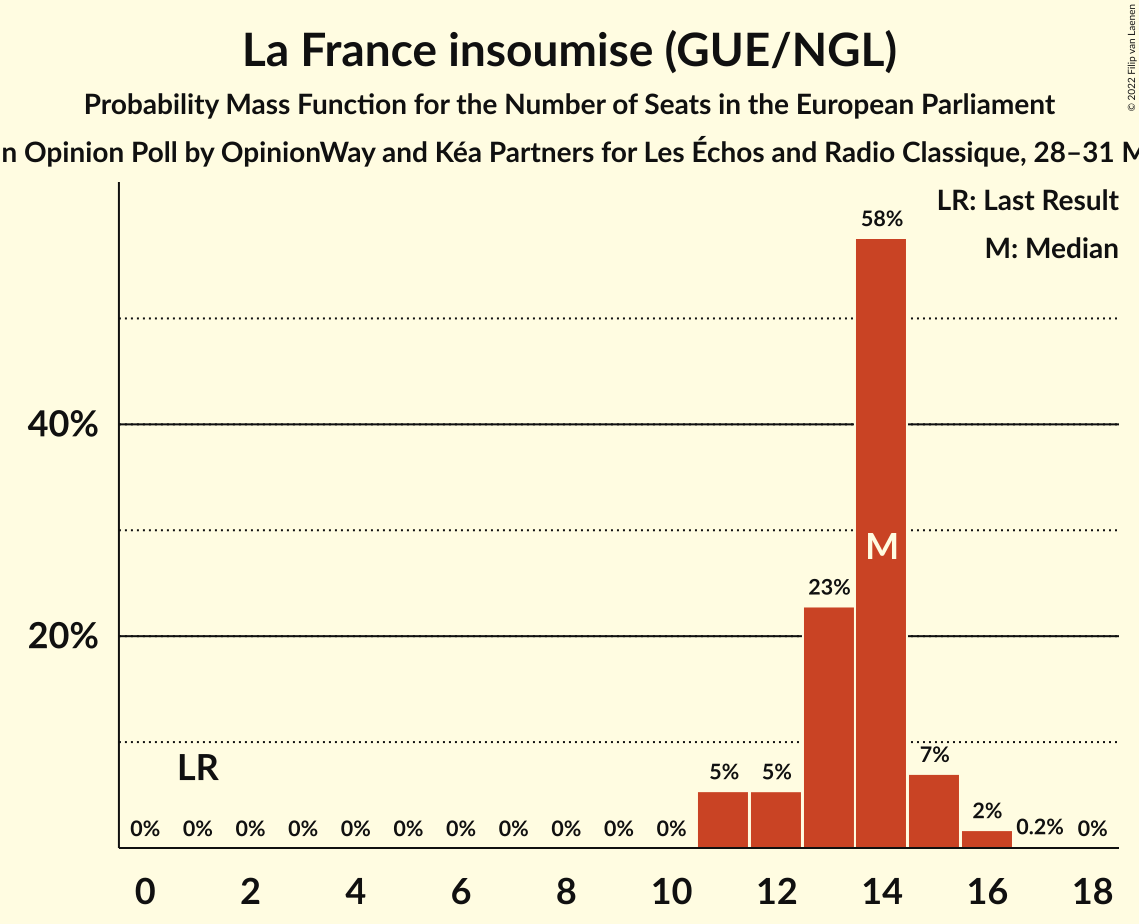 La France insoumise (GUE/NGL)
Probability Mass Function for the Number of Seats in the European Parliament
n Opinion Poll by OpinionWay and Kéa Partners for Les Échos and Radio Classique, 28–31 M
© 2022 Filip van Laenen
LR: Last Result
M: Median
58%
40%
M
23%
20%
LR
0% 0% 0% 0% 0% 0% 0% 0% 0% 0% 0% 5% 5% 7% 2% 0.2% 0%
0 2 4 6 8 10 12 14 16 18